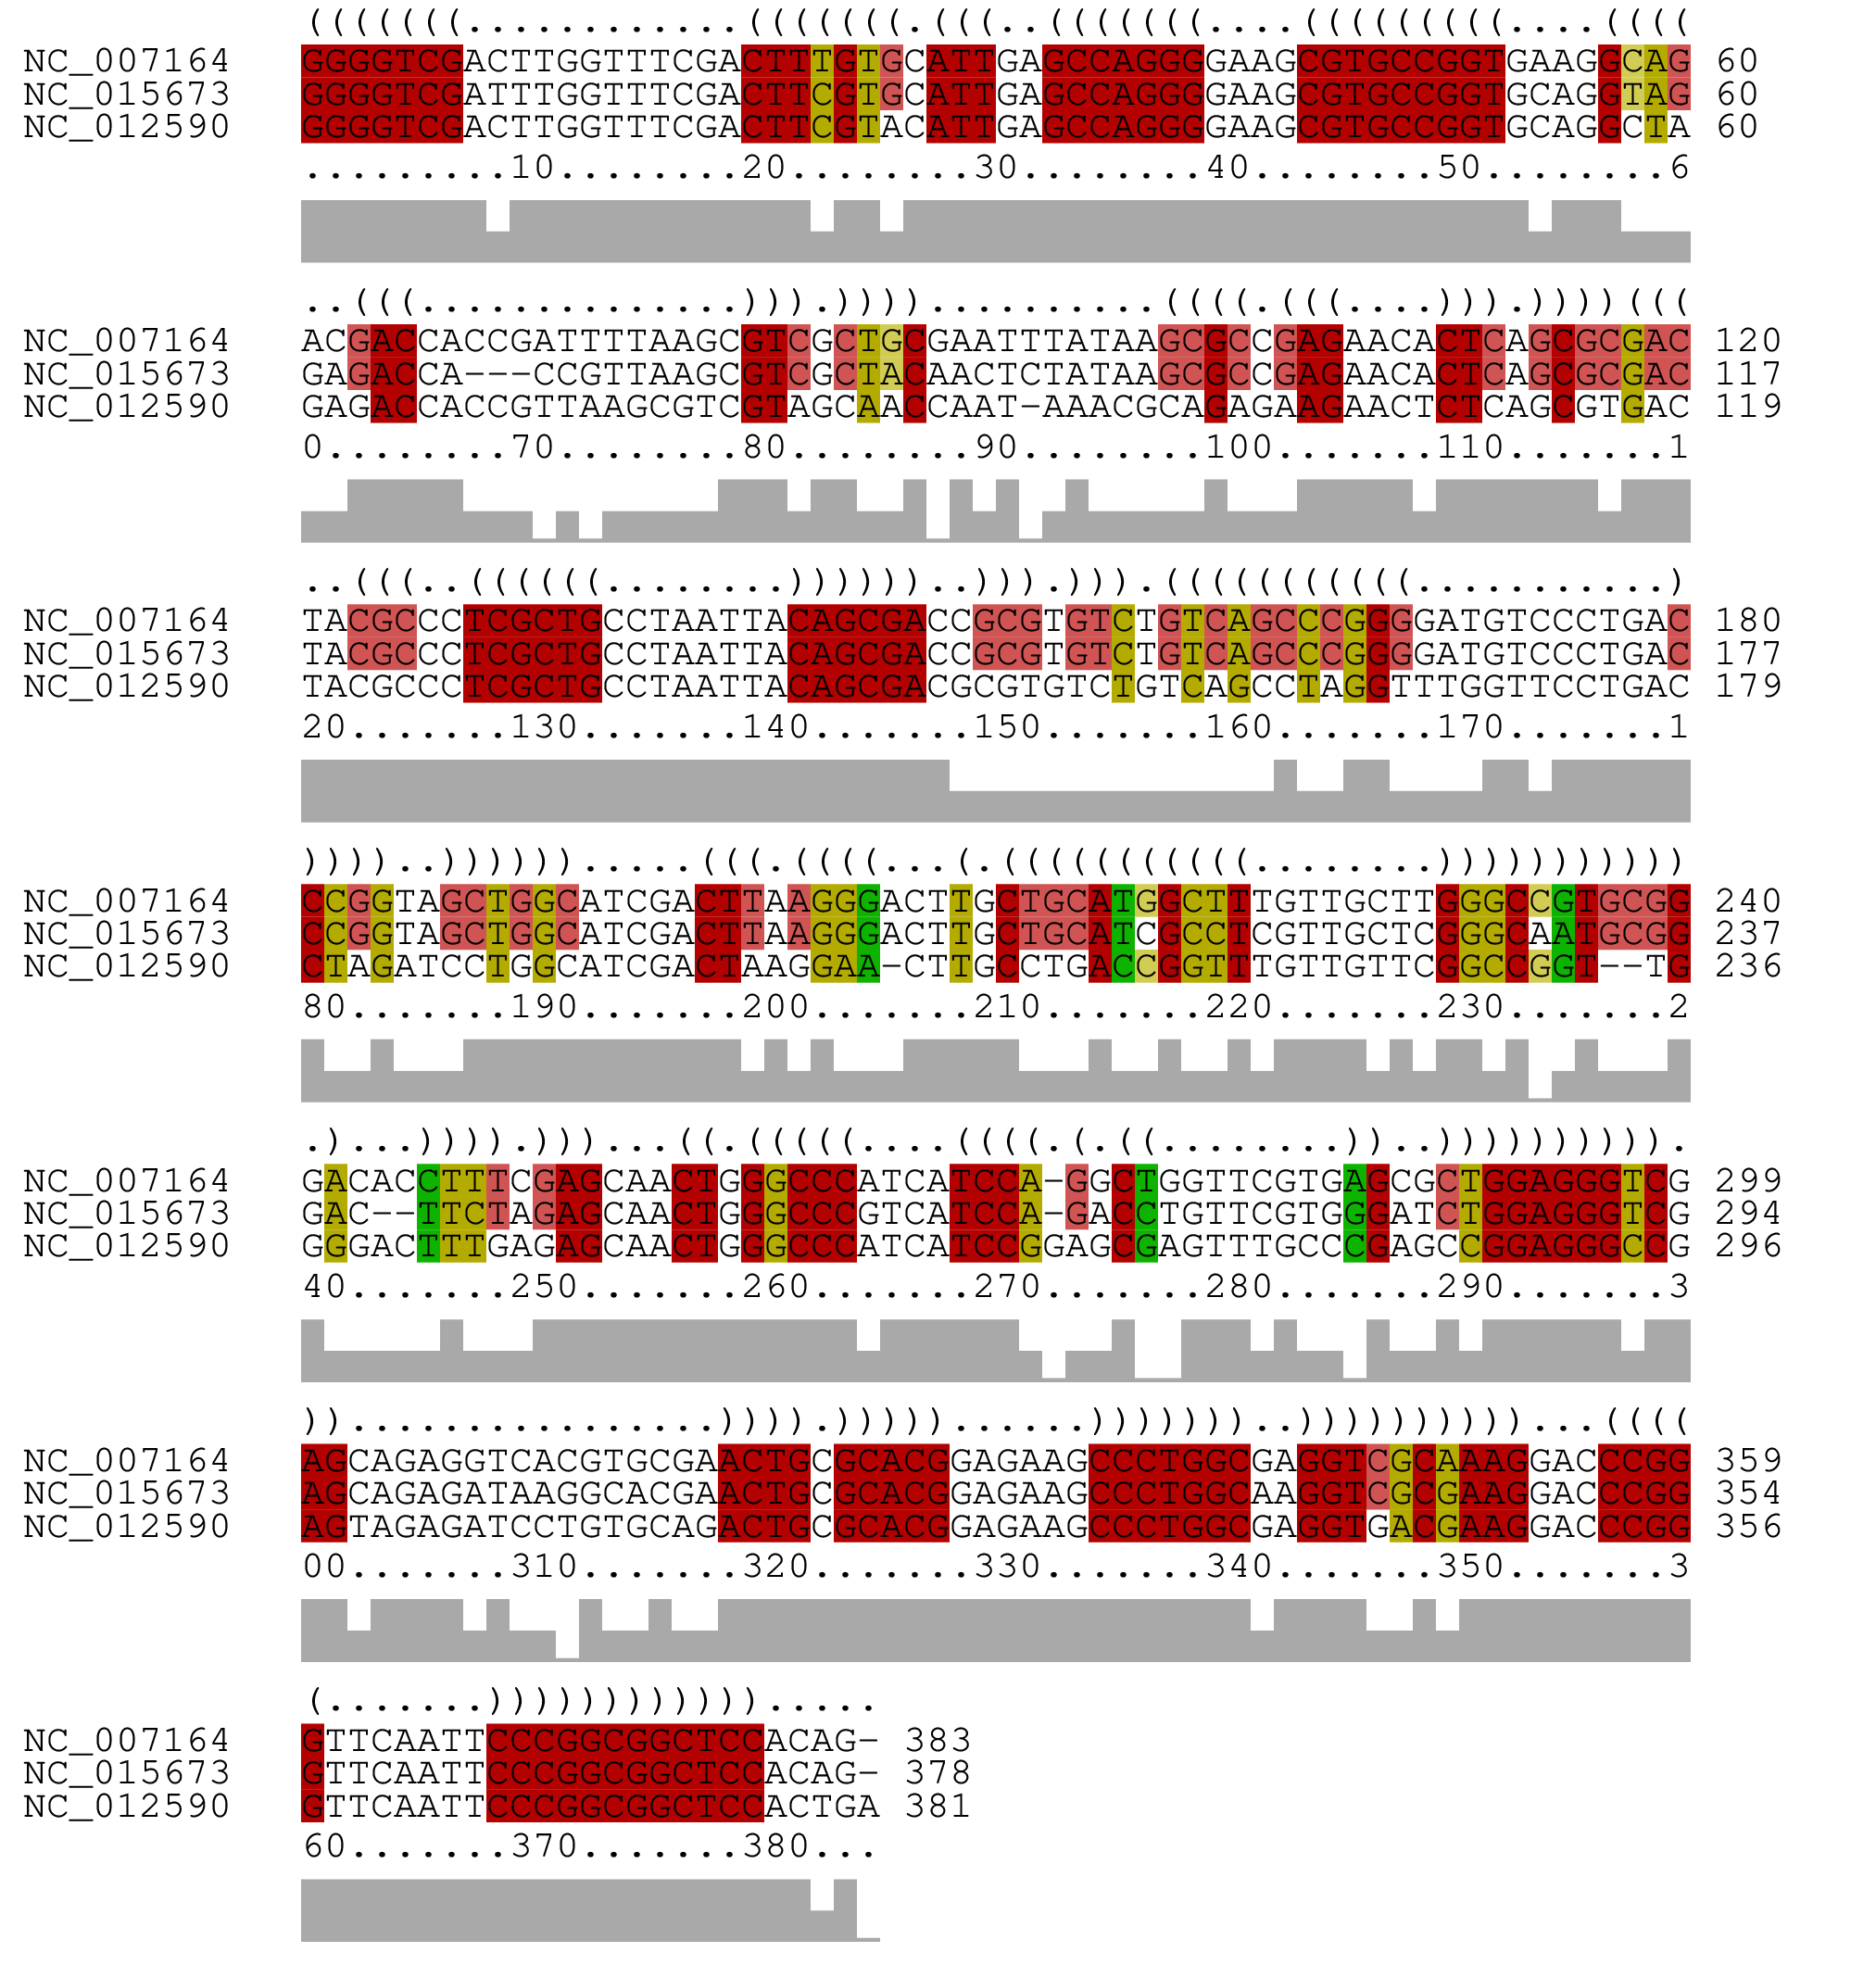 (((((((............(((((((.(((..(((((((....(((((((((....((((
NC_007164 GGGGTCGACTTGGTTTCGACTTTGTGCATTGAGCCAGGGGAAGCGTGCCGGTGAAGGCAG 60
NC_015673 GGGGTCGATTTGGTTTCGACTTCGTGCATTGAGCCAGGGGAAGCGTGCCGGTGCAGGTAG 60
NC_012590 GGGGTCGACTTGGTTTCGACTTCGTACATTGAGCCAGGGGAAGCGTGCCGGTGCAGGCTA 60
.........10........20........30........40........50........6
..(((..............))).))))..........((((.(((....))).))))(((
NC_007164 ACGACCACCGATTTTAAGCGTCGCTGCGAATTTATAAGCGCCGAGAACACTCAGCGCGAC 120
NC_015673 GAGACCA---CCGTTAAGCGTCGCTACAACTCTATAAGCGCCGAGAACACTCAGCGCGAC 117
NC_012590 GAGACCACCGTTAAGCGTCGTAGCAACCAAT-AAACGCAGAGAAGAACTCTCAGCGTGAC 119
0........70........80........90........100.......110.......1
..(((..((((((........))))))..))).))).(((((((((((...........)
NC_007164 TACGCCCTCGCTGCCTAATTACAGCGACCGCGTGTCTGTCAGCCCGGGGATGTCCCTGAC 180
NC_015673 TACGCCCTCGCTGCCTAATTACAGCGACCGCGTGTCTGTCAGCCCGGGGATGTCCCTGAC 177
NC_012590 TACGCCCTCGCTGCCTAATTACAGCGACGCGTGTCTGTCAGCCTAGGTTTGGTTCCTGAC 179
20.......130.......140.......150.......160.......170.......1
))))..)))))).....(((.((((...(.(((((((((((........)))))))))))
NC_007164 CCGGTAGCTGGCATCGACTTAAGGGACTTGCTGCATGGCTTTGTTGCTTGGGCCGTGCGG 240
NC_015673 CCGGTAGCTGGCATCGACTTAAGGGACTTGCTGCATCGCCTCGTTGCTCGGGCAATGCGG 237
NC_012590 CTAGATCCTGGCATCGACTAAGGAA-CTTGCCTGACCGGTTTGTTGTTCGGCCGGT--TG 236
80.......190.......200.......210.......220.......230.......2
.)...)))).)))...((.(((((....((((.(.((........))..)))))))))).
NC_007164 GACACCTTTCGAGCAACTGGGCCCATCATCCA-GGCTGGTTCGTGAGCGCTGGAGGGTCG 299
NC_015673 GAC--TTCTAGAGCAACTGGGCCCGTCATCCA-GACCTGTTCGTGGGATCTGGAGGGTCG 294
NC_012590 GGGACTTTGAGAGCAACTGGGCCCATCATCCGGAGCGAGTTTGCCCGAGCCGGAGGGCCG 296
40.......250.......260.......270.......280.......290.......3
))................)))).)))))......)))))))..))))))))))...((((
NC_007164 AGCAGAGGTCACGTGCGAACTGCGCACGGAGAAGCCCTGGCGAGGTCGCAAAGGACCCGG 359
NC_015673 AGCAGAGATAAGGCACGAACTGCGCACGGAGAAGCCCTGGCAAGGTCGCGAAGGACCCGG 354
NC_012590 AGTAGAGATCCTGTGCAGACTGCGCACGGAGAAGCCCTGGCGAGGTGACGAAGGACCCGG 356
00.......310.......320.......330.......340.......350.......3
(.......)))))))))))).....
NC_007164 GTTCAATTCCCGGCGGCTCCACAG- 383
NC_015673 GTTCAATTCCCGGCGGCTCCACAG- 378
NC_012590 GTTCAATTCCCGGCGGCTCCACTGA 381
60.......370.......380...